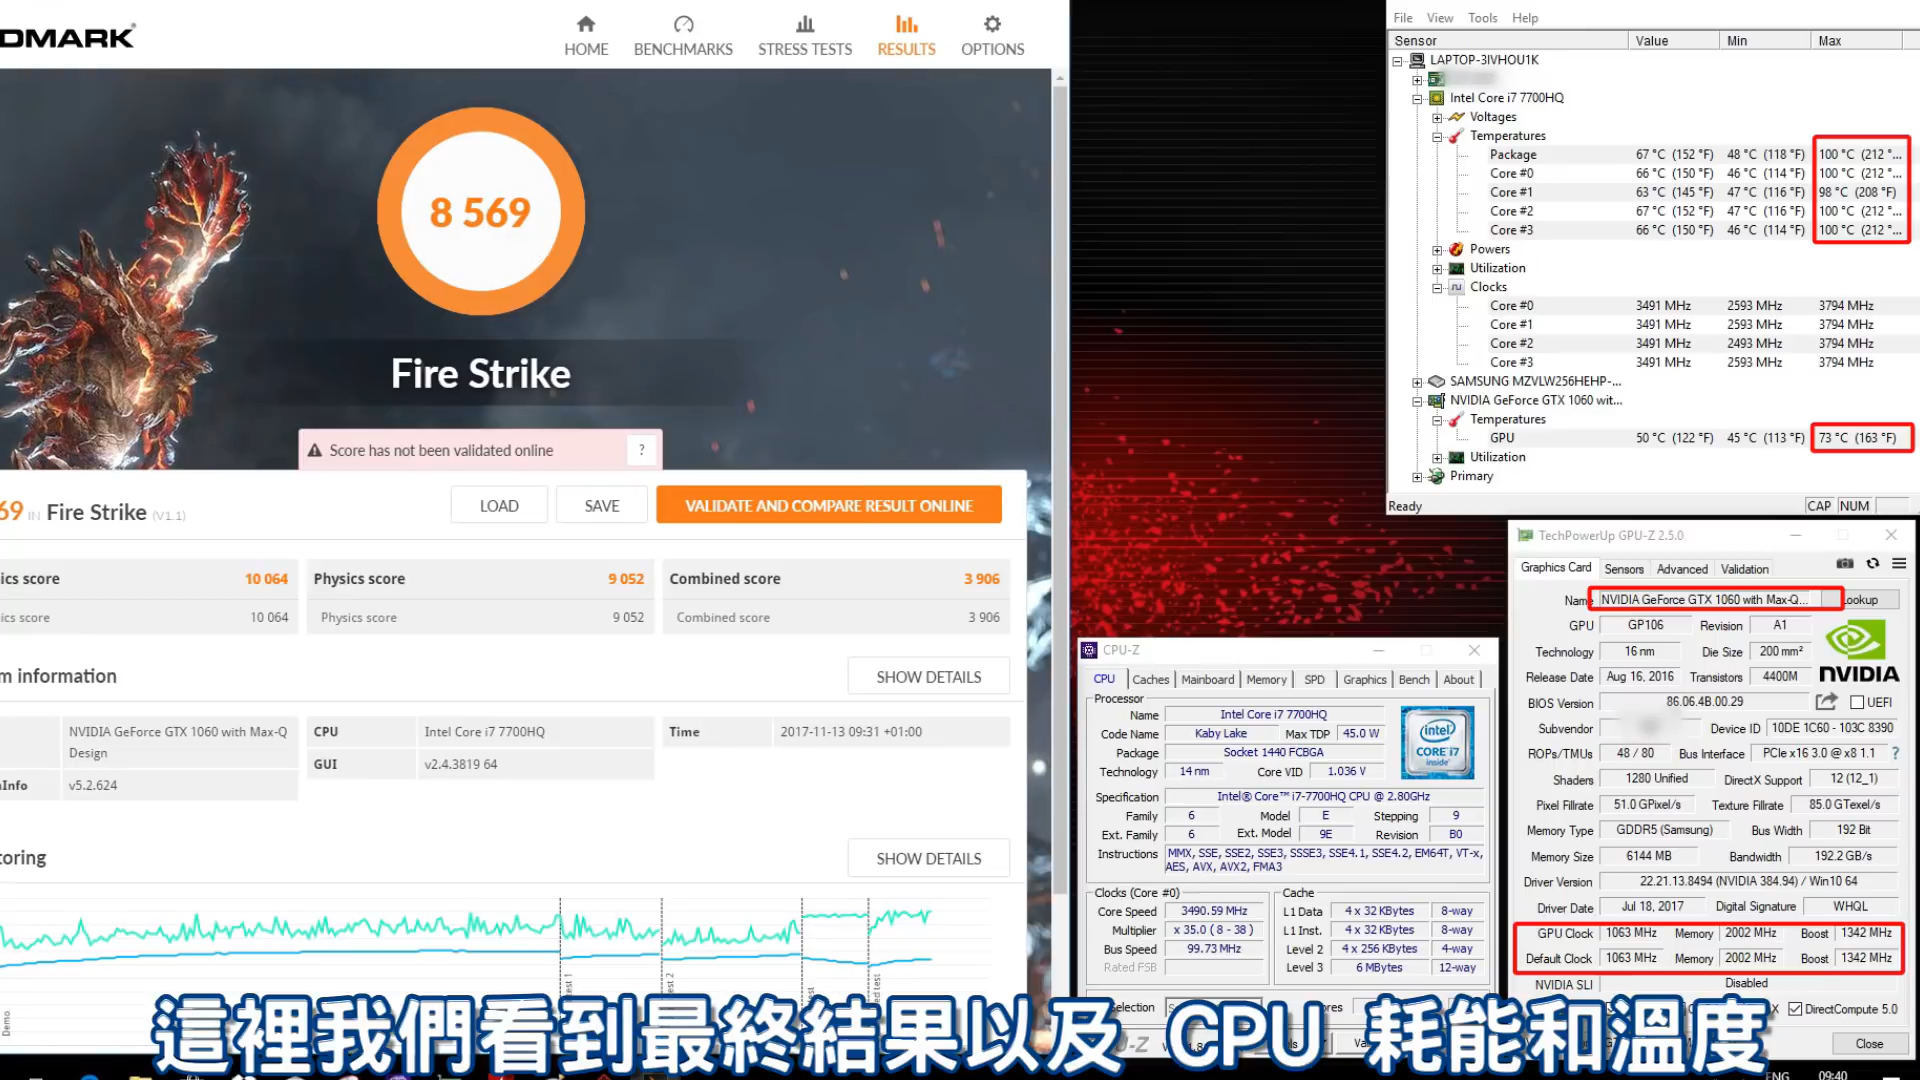 DMARK
HOME
BENCHMARKS
STRESS TESTS
RESULTS
OPTIONS
8 569
Fire Strike
Score has not been validated online
?
69 IN Fire Strike (V1.1)
LOAD
SAVE
VALIDATE AND COMPARE RESULT ONLINE
ics score 10 064
ics score 10 064
Physics score 9 052
Physics score 9 052
Combined score 3 906
Combined score 3 906
m information
SHOW DETAILS
NVIDIA GeForce GTX 1060 with Max-Q
Design
Info v5.2.624
CPU Intel Core i7 7700HQ
GUI v2.4.3819 64
Time 2017-11-13 09:31 +01:00
toring
SHOW DETAILS
Demo
File View Tools Help
Sensor Value Min Max
LAPTOP-3IVHOU1K
Intel Core i7 7700HQ
Voltages
Temperatures
Package 67 °C (152 °F) 48 °C (118 °F) 100 °C (212 °...
Core #0 66 °C (150 °F) 46 °C (114 °F) 100 °C (212 °...
Core #1 63 °C (145 °F) 47 °C (116 °F) 98 °C (208 °F)
Core #2 67 °C (152 °F) 47 °C (116 °F) 100 °C (212 °...
Core #3 66 °C (150 °F) 46 °C (114 °F) 100 °C (212 °...
Powers
Utilization
Clocks
Core #0 3491 MHz 2593 MHz 3794 MHz
Core #1 3491 MHz 2593 MHz 3794 MHz
Core #2 3491 MHz 2493 MHz 3794 MHz
Core #3 3491 MHz 2593 MHz 3794 MHz
SAMSUNG MZVLW256HEHP-...
NVIDIA GeForce GTX 1060 wit...
Temperatures
GPU 50 °C (122 °F) 45 °C (113 °F) 73 °C (163 °F)
Utilization
Primary
Ready CAP NUM
CPU-Z
CPU Caches Mainboard Memory SPD Graphics Bench About
Processor
Name Intel Core i7 7700HQ
Code Name Kaby Lake Max TDP 45.0 W
Package Socket 1440 FCBGA
Technology 14 nm Core VID 1.036 V
intel
CORE i7
inside
Specification Intel® Core™ i7-7700HQ CPU @ 2.80GHz
Family 6 Model E Stepping 9
Ext. Family 6 Ext. Model 9E Revision B0
Instructions MMX, SSE, SSE2, SSE3, SSSE3, SSE4.1, SSE4.2, EM64T, VT-x,
AES, AVX, AVX2, FMA3
Clocks (Core #0)
Core Speed 3490.59 MHz
Multiplier x 35.0 ( 8 - 38 )
Bus Speed 99.73 MHz
Rated FSB
Cache
L1 Data 4 x 32 KBytes 8-way
L1 Inst. 4 x 32 KBytes 8-way
Level 2 4 x 256 KBytes 4-way
Level 3 6 MBytes 12-way
TechPowerUp GPU-Z 2.5.0
Graphics Card Sensors Advanced Validation
Name NVIDIA GeForce GTX 1060 with Max-Q... ookup
GPU GP106 Revision A1
Technology 16 nm Die Size 200 mm²
Release Date Aug 16, 2016 Transistors 4400M
NVIDIA
BIOS Version 86.06.4B.00.29 UEFI
Subvendor Device ID 10DE 1C60 - 103C 8390
ROPs/TMUs 48 / 80 Bus Interface PCIe x16 3.0 @ x8 1.1 ?
Shaders 1280 Unified DirectX Support 12 (12_1)
Pixel Fillrate 51.0 GPixel/s Texture Fillrate 85.0 GTexel/s
Memory Type GDDR5 (Samsung) Bus Width 192 Bit
Memory Size 6144 MB Bandwidth 192.2 GB/s
Driver Version 22.21.13.8494 (NVIDIA 384.94) / Win10 64
Driver Date Jul 18, 2017 Digital Signature WHQL
GPU Clock 1063 MHz Memory 2002 MHz Boost 1342 MHz
Default Clock 1063 MHz Memory 2002 MHz Boost 1342 MHz
NVIDIA SLI Disabled
DirectCompute 5.0
Close
這裡我們看到最終結果以及 CPU 耗能和溫度
ENG 09:40